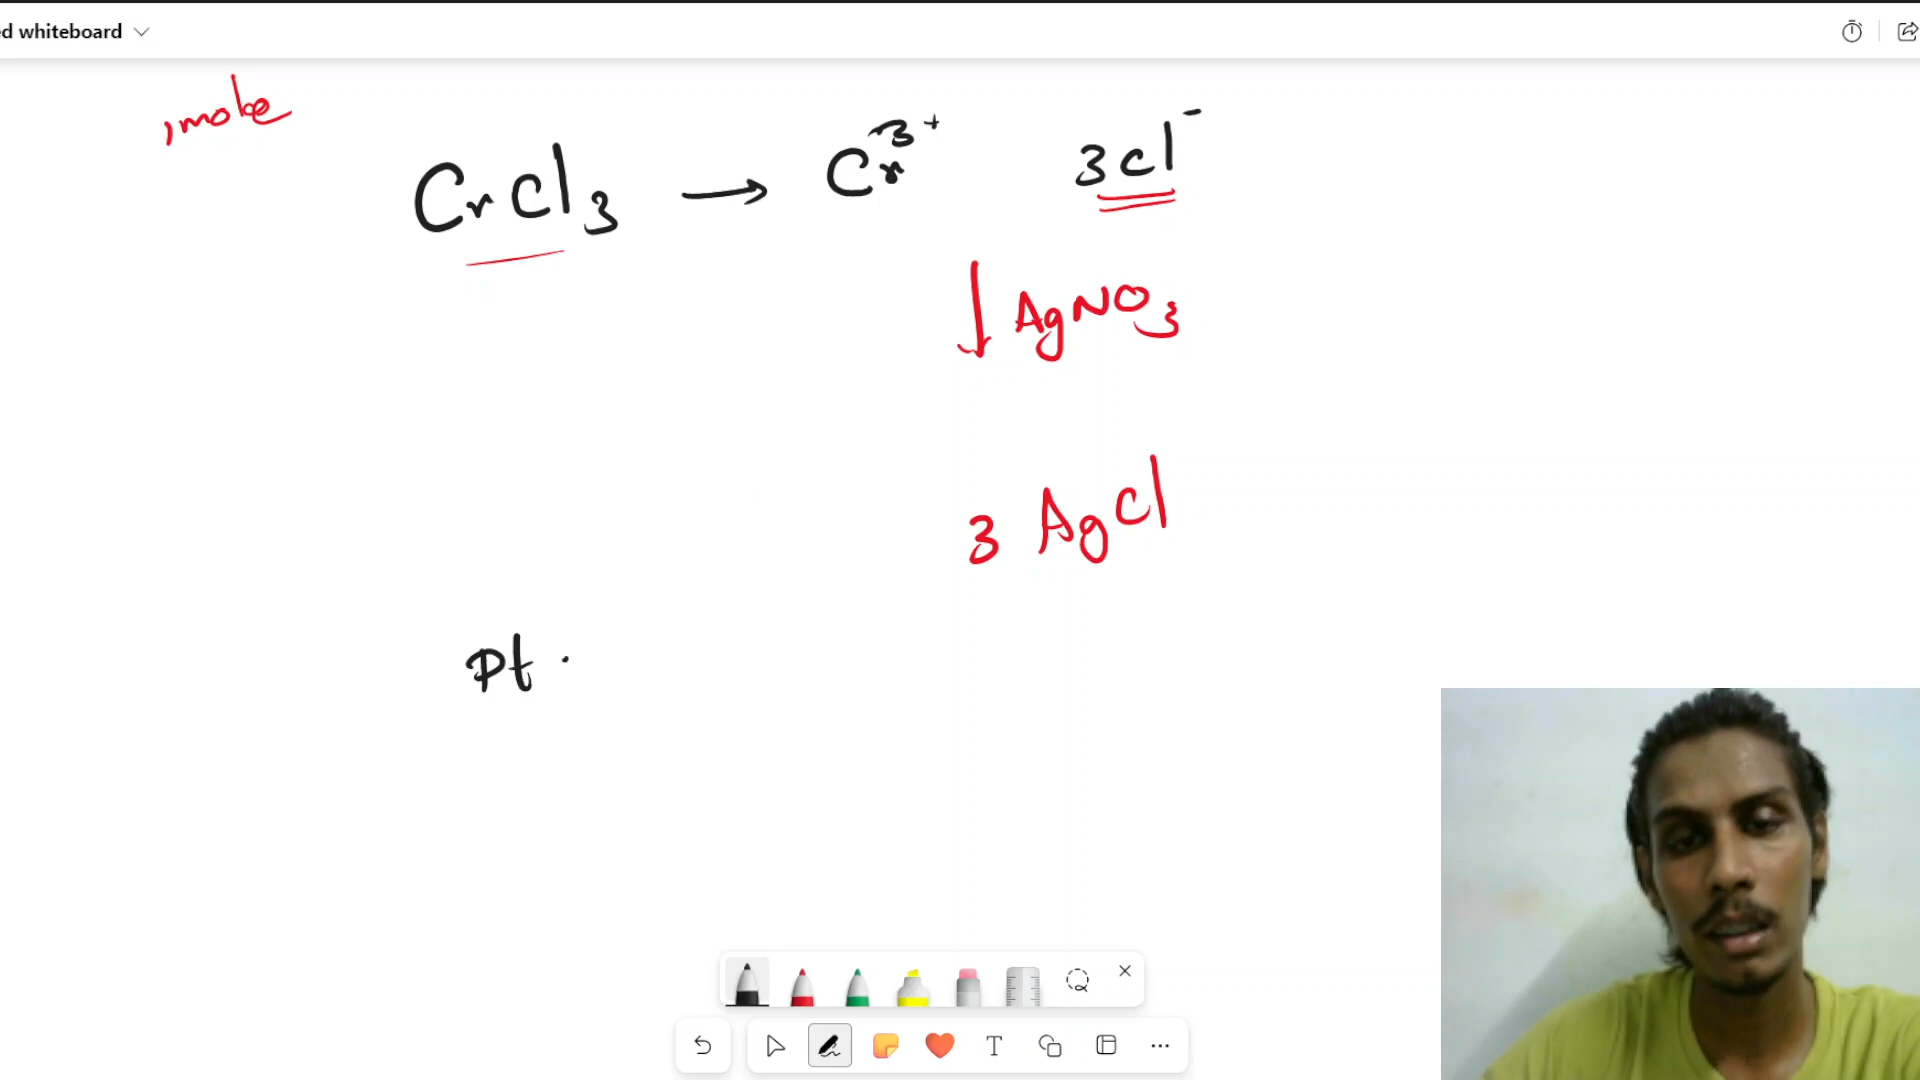 d whiteboard
1mole
CrCl3 → Cr3+ 3cl-
↓ AgNO3
3 AgCl
Pt .
T